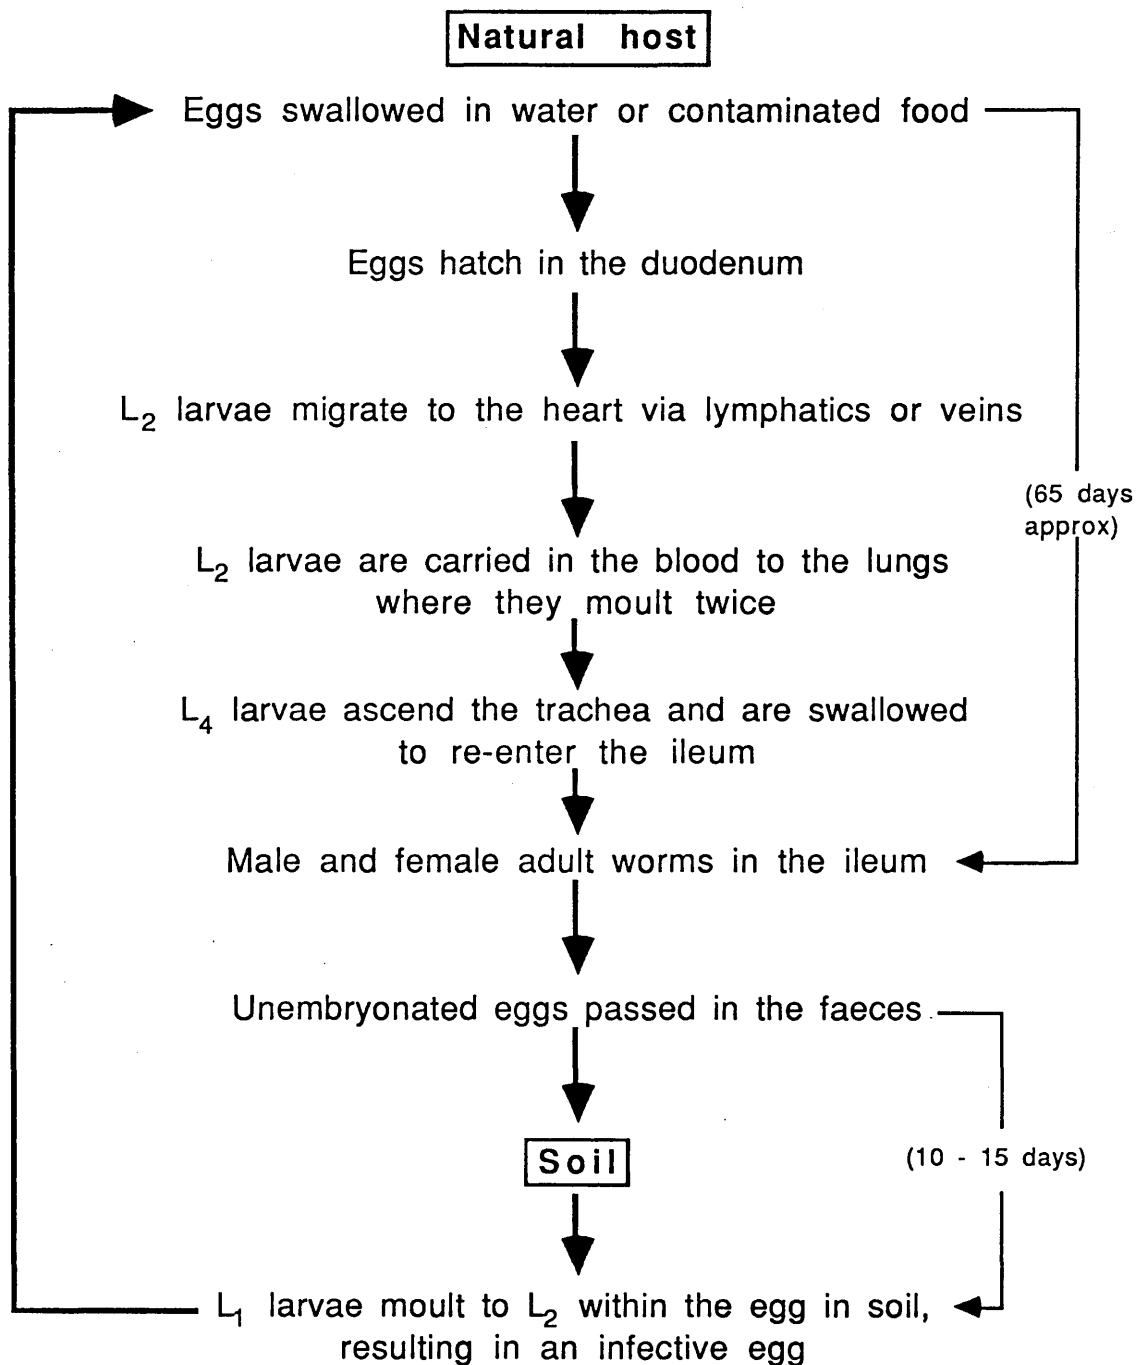 Natural host
Eggs swallowed in water or contaminated food
Eggs hatch in the duodenum
L₂ larvae migrate to the heart via lymphatics or veins
(65 days
approx)
L₂ larvae are carried in the blood to the lungs
where they moult twice
L₄ larvae ascend the trachea and are swallowed
to re-enter the ileum
Male and female adult worms in the ileum
Unembryonated eggs passed in the faeces
Soil
(10 - 15 days)
L₁ larvae moult to L₂ within the egg in soil,
resulting in an infective egg